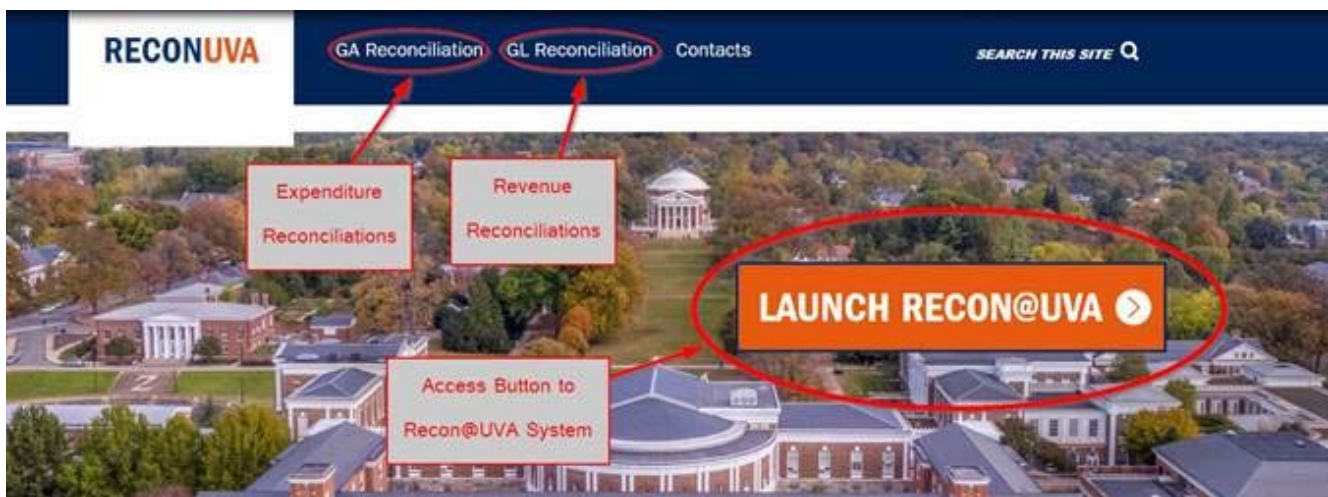 RECONUVA
GA Reconciliation
GL Reconciliation
Contacts
SEARCH THIS SITE
Expenditure
Reconciliations
Revenue
Reconciliations
LAUNCH RECON@UVA
Access Button to
Recon@UVA System